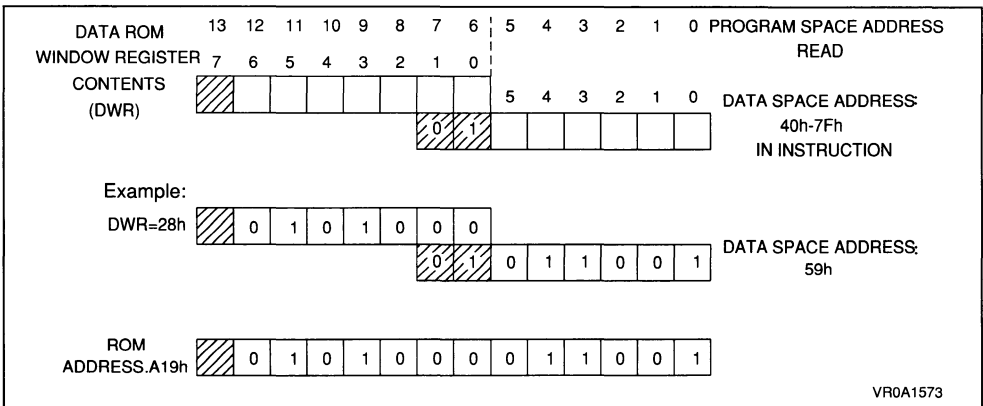 DATA ROM 13 12 11 10 9 8 7 6 5 4 3 2 1 0 PROGRAM SPACE ADDRESS
WINDOW REGISTER 7 6 5 4 3 2 1 0 READ
CONTENTS 5 4 3 2 1 0 DATA SPACE ADDRESS:
(DWR) 0 1 40h-7Fh
IN INSTRUCTION
Example:
DWR=28h 0 1 0 1 0 0 0
0 1 0 1 1 0 0 1 DATA SPACE ADDRESS:
59h
ROM
ADDRESS.A19h 0 1 0 1 0 0 0 0 1 1 0 0 1
VR0A1573